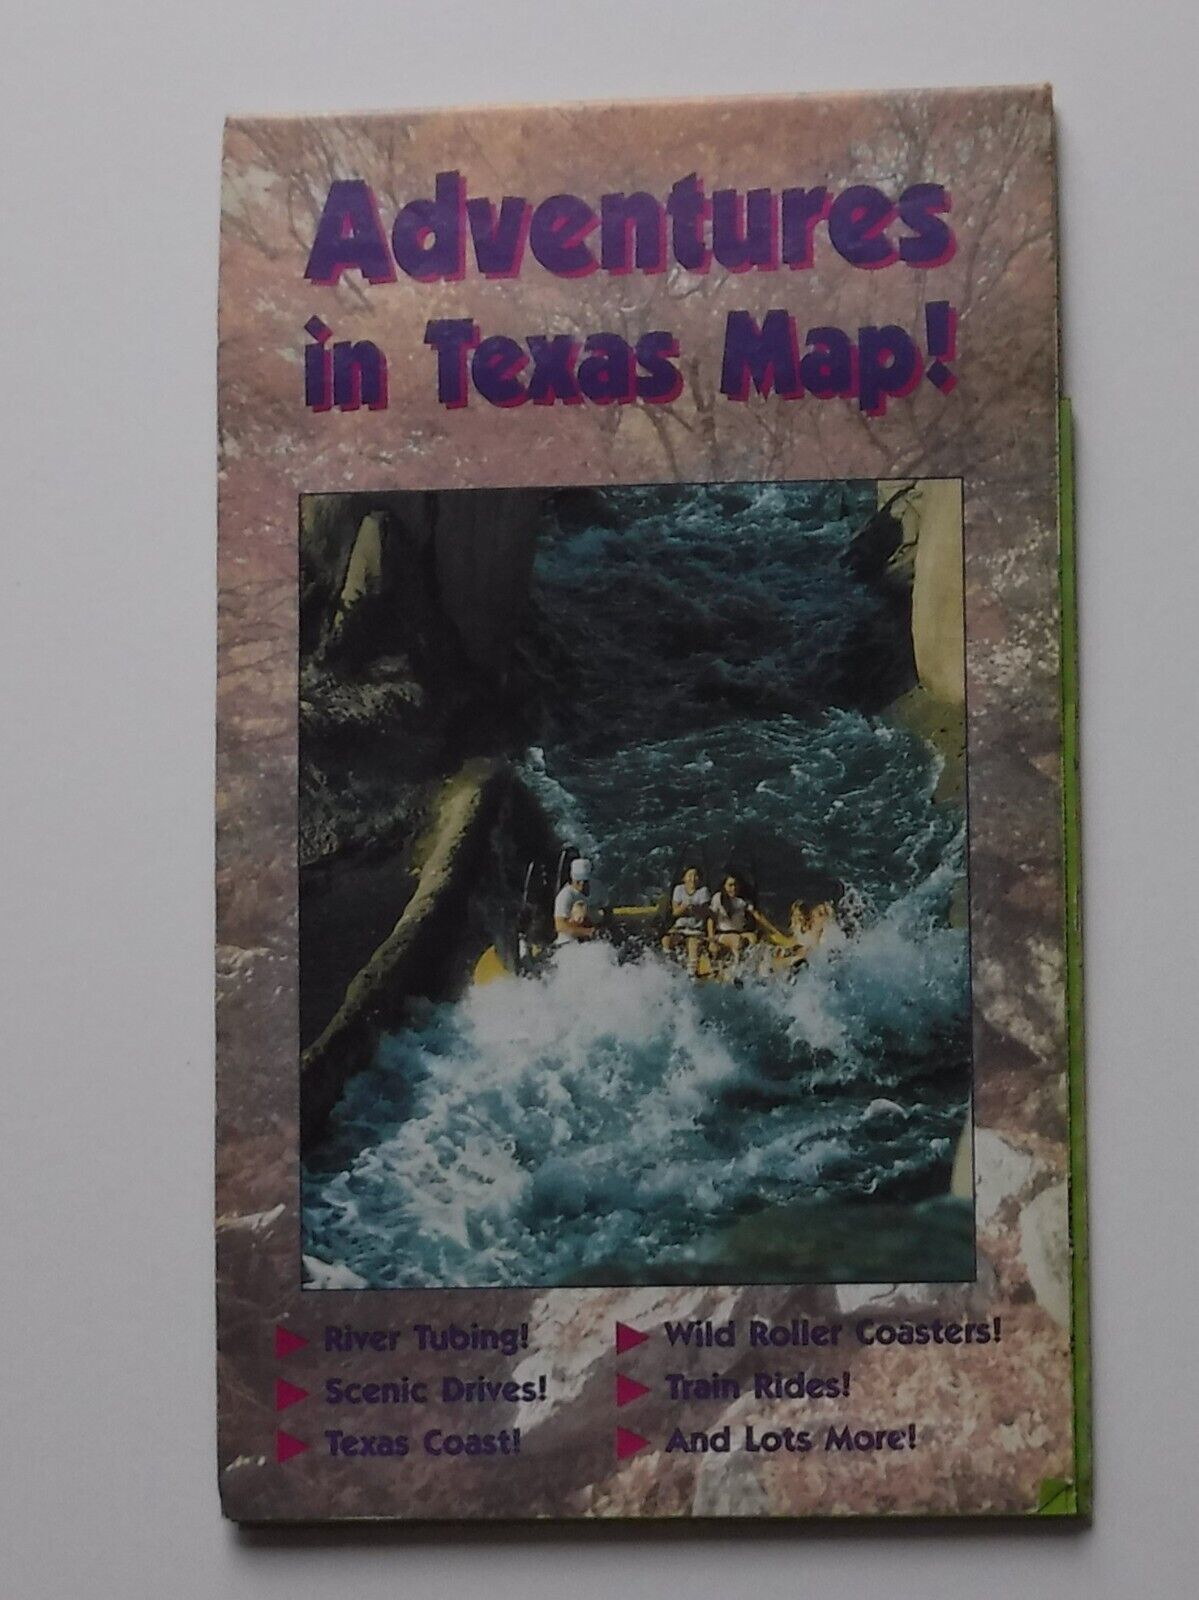 Adventures
in Texas Map!
River Tubing!
Scenic Drives!
Texas Coast!
Wild Roller Coasters!
Train Rides!
And Lots More!